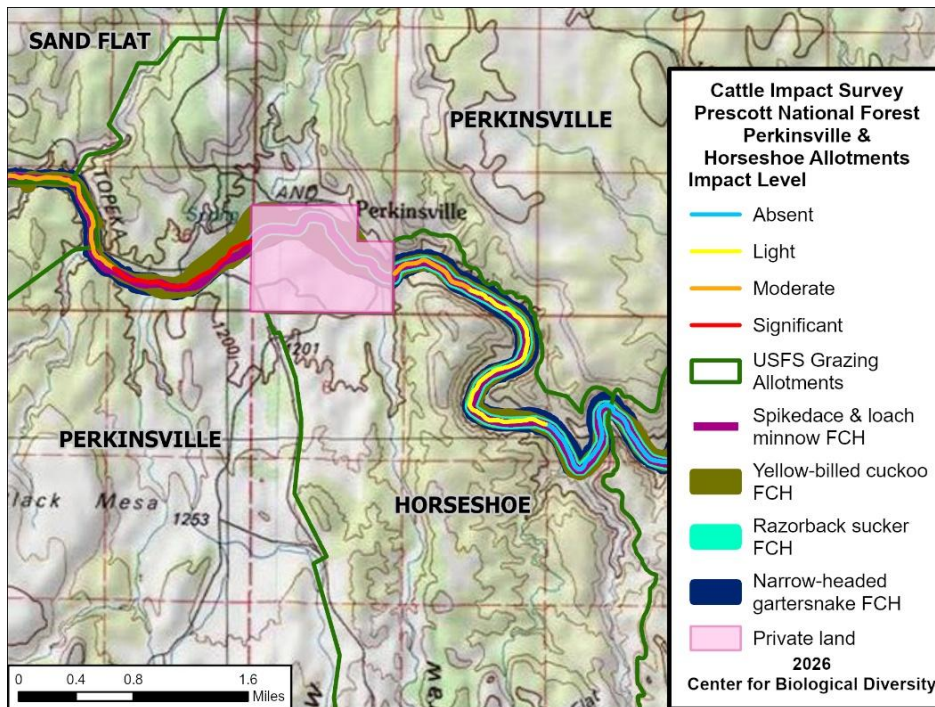 SAND FLAT
PERKINSVILLE
TOPEKA
AND
Perkinsville
Spring
1200
1201
PERKINSVILLE
HORSESHOE
lack Mesa
1253
Flat
0 0.4 0.8 1.6
Miles
Cattle Impact Survey
Prescott National Forest
Perkinsville &
Horseshoe Allotments
Impact Level
Absent
Light
Moderate
Significant
USFS Grazing
Allotments
Spikedace & loach
minnow FCH
Yellow-billed cuckoo
FCH
Razorback sucker
FCH
Narrow-headed
gartersnake FCH
Private land
2026
Center for Biological Diversity